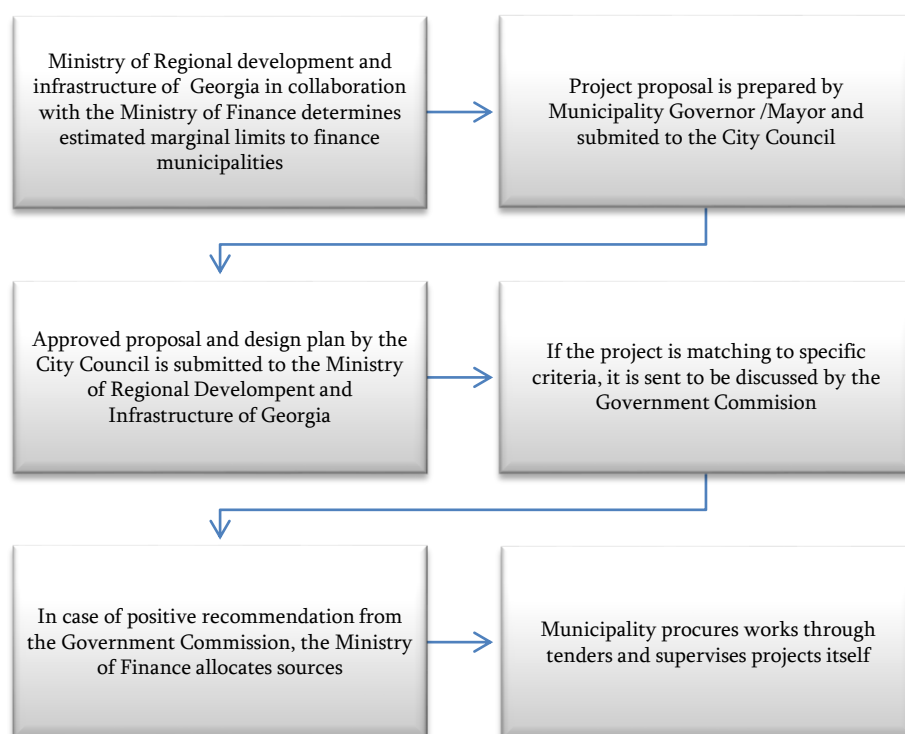 Ministry of Regional development and
infrastructure of  Georgia in collaboration
with the Ministry of Finance determines
estimated marginal limits to finance
municipalities
Project proposal is prepared by
Municipality Governor /Mayor and
submited to the City Council
Approved proposal and design plan by the
City Council is submitted to the Ministry
of Regional Develompent and
Infrastructure of Georgia
If the project is matching to specific
criteria, it is sent to be discussed by the
Government Commision
In case of positive recommendation from
the Government Commission, the Ministry
of Finance allocates sources
Municipality procures works through
tenders and supervises projects itself